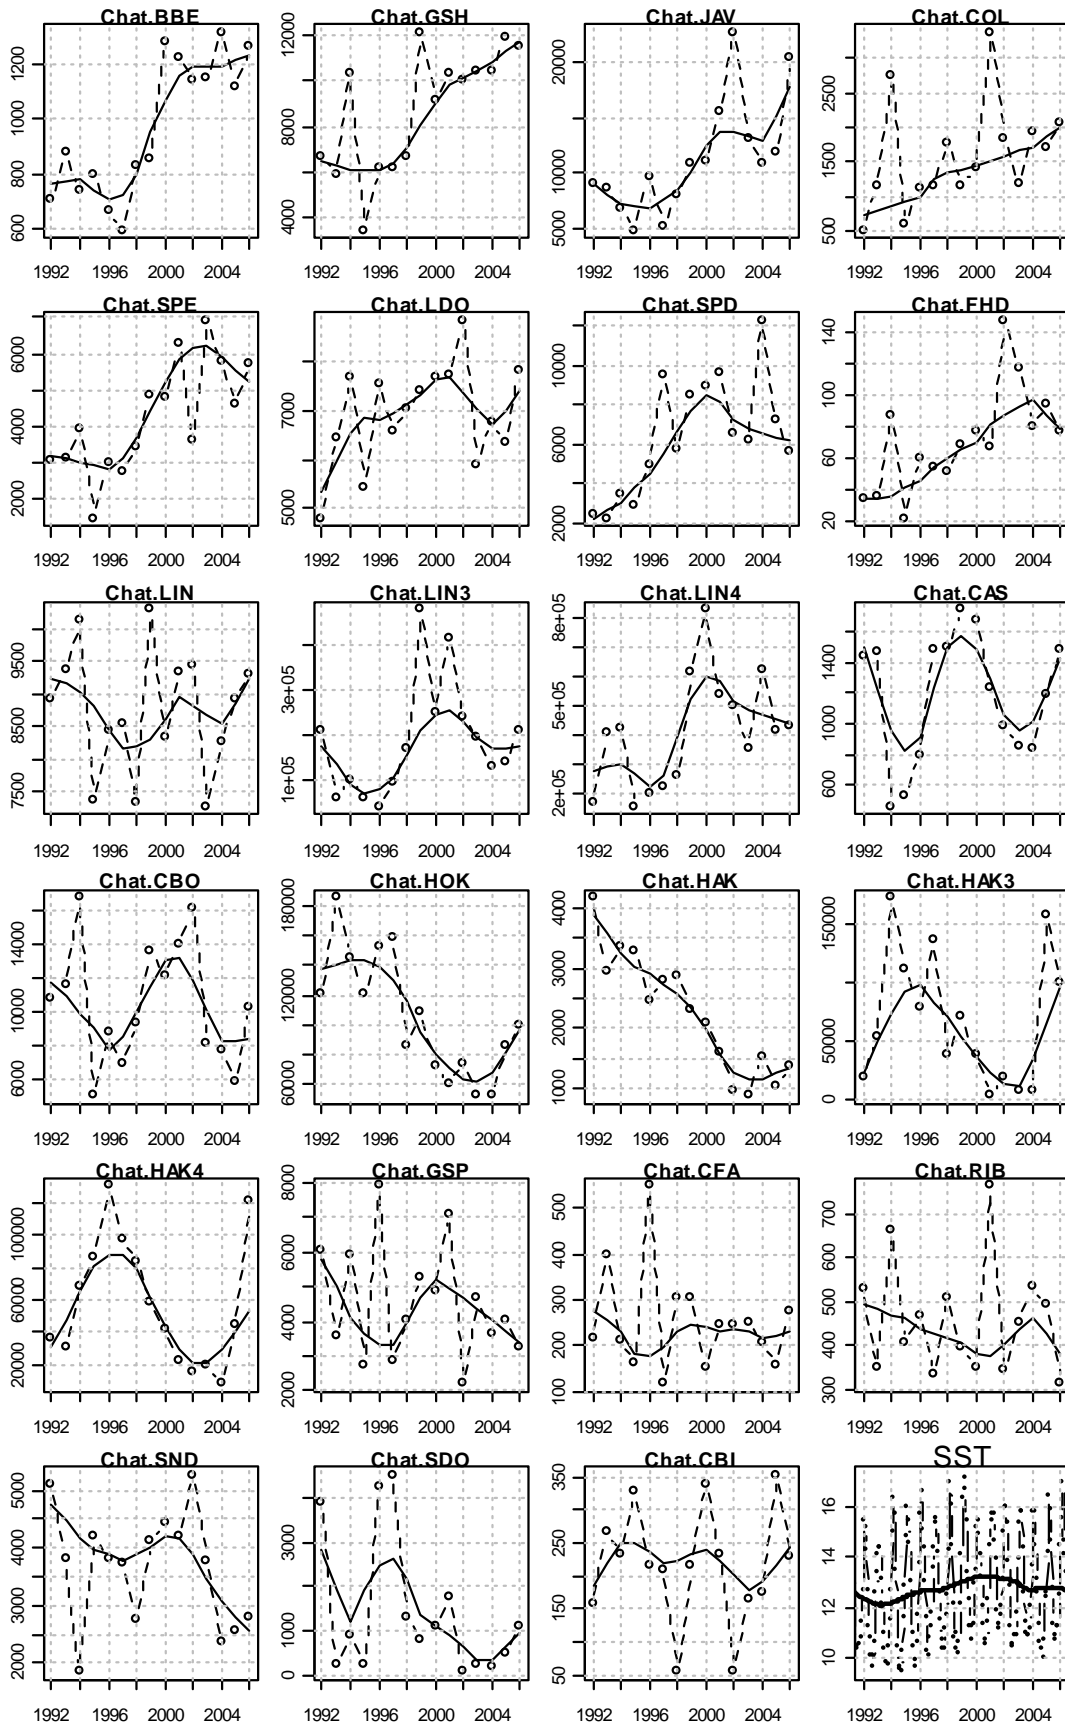 Chat.BBE Chat.GSH Chat.JAV Chat.COL
600 800 1000 1200
4000 8000 12000
5000 10000 20000
500 1500 2500
1992 1996 2000 2004 1992 1996 2000 2004 1992 1996 2000 2004 1992 1996 2000 2004
Chat.SPE Chat.LDO Chat.SPD Chat.FHD
2000 3000 4000 6000
5000 7000
2000 6000 10000
20 60 100 140
1992 1996 2000 2004 1992 1996 2000 2004 1992 1996 2000 2004 1992 1996 2000 2004
Chat.LIN Chat.LIN3 Chat.LIN4 Chat.CAS
7500 8500 9500
1e+05 3e+05
2e+05 5e+05 8e+05
600 1000 1400
1992 1996 2000 2004 1992 1996 2000 2004 1992 1996 2000 2004 1992 1996 2000 2004
Chat.CBO Chat.HOK Chat.HAK Chat.HAK3
6000 10000 14000
60000 120000 180000
1000 2000 3000 4000
0 50000 150000
1992 1996 2000 2004 1992 1996 2000 2004 1992 1996 2000 2004 1992 1996 2000 2004
Chat.HAK4 Chat.GSP Chat.CFA Chat.RIB
20000 60000 100000
2000 4000 6000 8000
100 200 300 400 500
300 400 500 600 700
1992 1996 2000 2004 1992 1996 2000 2004 1992 1996 2000 2004 1992 1996 2000 2004
Chat.SND Chat.SDO Chat.CBI SST
2000 3000 4000 5000
0 1000 3000
50 150 250 350
10 12 14 16
1992 1996 2000 2004 1992 1996 2000 2004 1992 1996 2000 2004 1992 1996 2000 2004